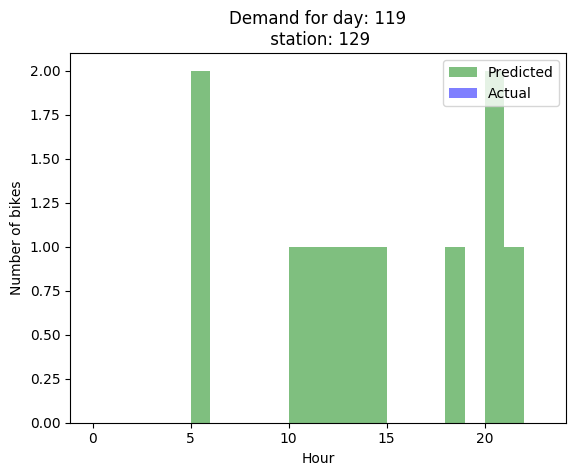 Demand for day: 119
station: 129
Predicted
Actual
Number of bikes
2.00
1.75
1.50
1.25
1.00
0.75
0.50
0.25
0.00
0 5 10 15 20
Hour